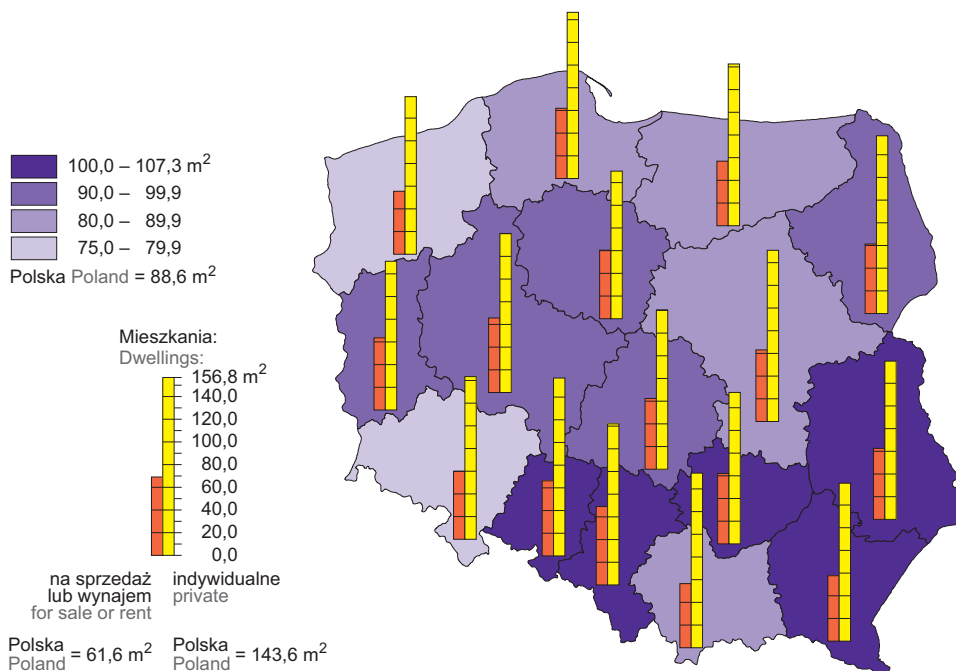 100,0 – 107,3 m²
90,0 – 99,9
80,0 – 89,9
75,0 – 79,9
Polska Poland = 88,6 m²
Mieszkania:
Dwellings:
156,8 m²
140,0
120,0
100,0
80,0
60,0
40,0
20,0
0,0
na sprzedaż
lub wynajem
for sale or rent
indywidualne
private
Polska
Poland = 61,6 m²
Polska
Poland = 143,6 m²